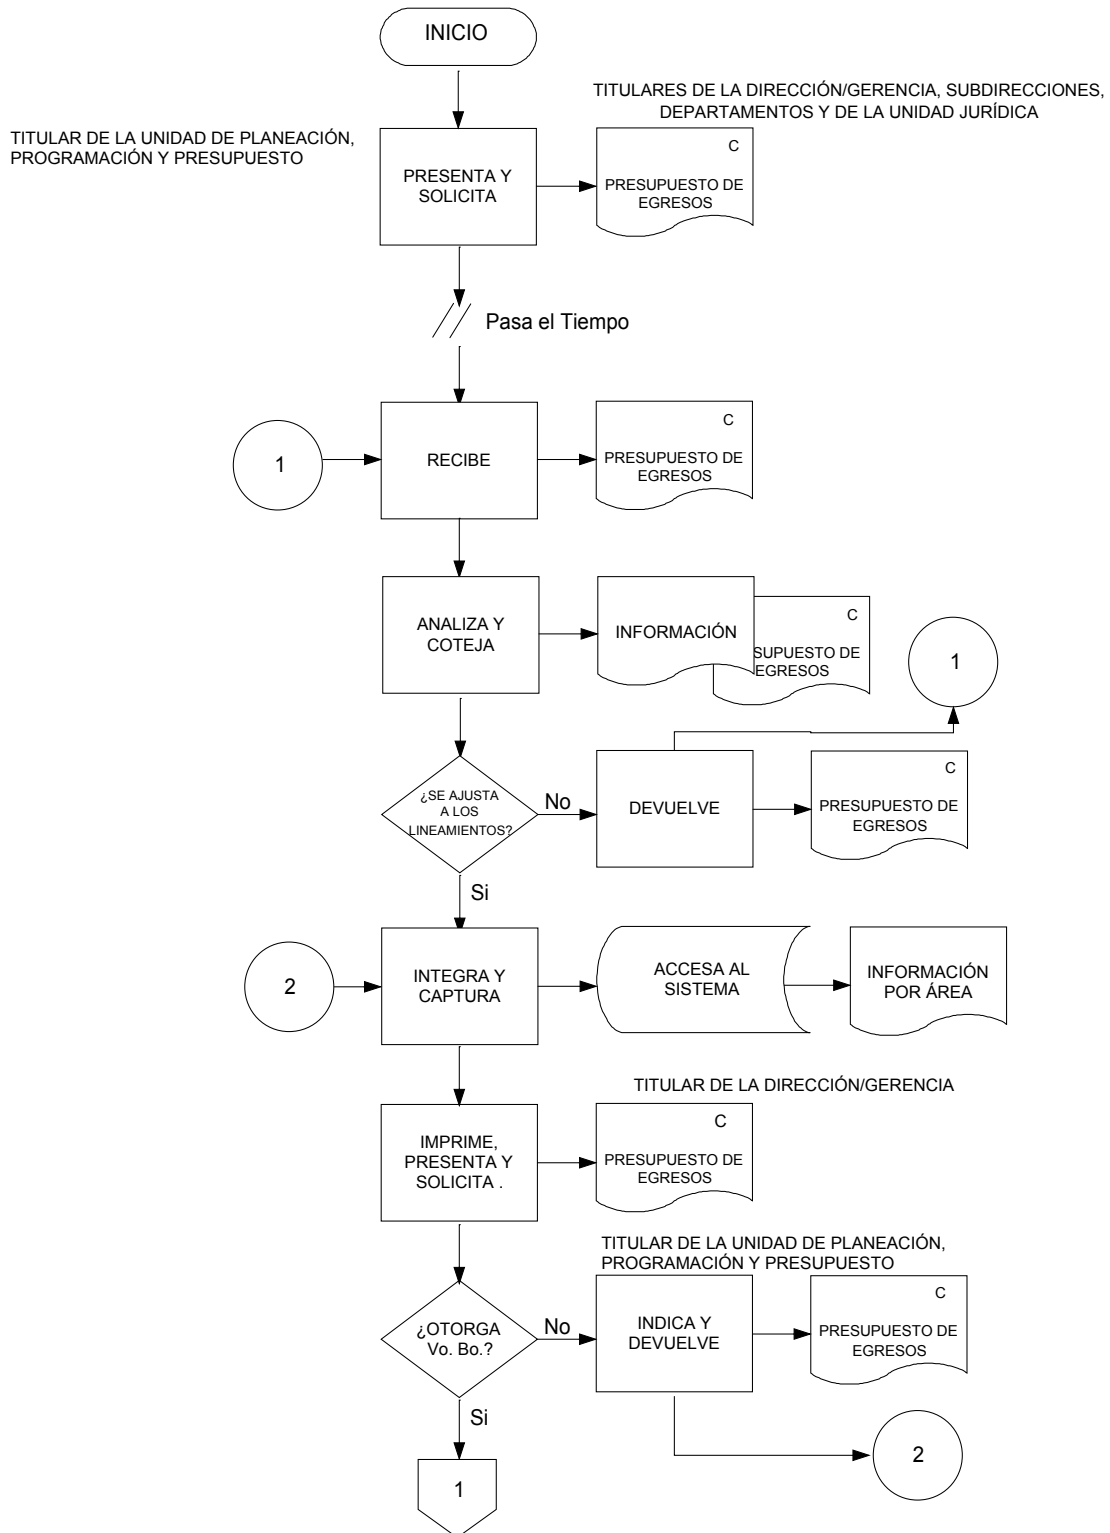 INICIO
TITULARES DE LA DIRECCIÓN/GERENCIA, SUBDIRECCIONES,
DEPARTAMENTOS Y DE LA UNIDAD JURÍDICA
TITULAR DE LA UNIDAD DE PLANEACIÓN,
PROGRAMACIÓN Y PRESUPUESTO
PRESENTA Y
SOLICITA
C
PRESUPUESTO DE
EGRESOS
Pasa el Tiempo
1
RECIBE
C
PRESUPUESTO DE
EGRESOS
ANALIZA Y
COTEJA
INFORMACIÓN
C
SUPUESTO DE
EGRESOS
1
¿SE AJUSTA
A LOS
LINEAMIENTOS?
No
DEVUELVE
C
PRESUPUESTO DE
EGRESOS
Si
2
INTEGRA Y
CAPTURA
ACCESA AL
SISTEMA
INFORMACIÓN
POR ÁREA
TITULAR DE LA DIRECCIÓN/GERENCIA
IMPRIME,
PRESENTA Y
SOLICITA .
C
PRESUPUESTO DE
EGRESOS
TITULAR DE LA UNIDAD DE PLANEACIÓN,
PROGRAMACIÓN Y PRESUPUESTO
¿OTORGA
Vo. Bo.?
No
INDICA Y
DEVUELVE
C
PRESUPUESTO DE
EGRESOS
Si
2
1